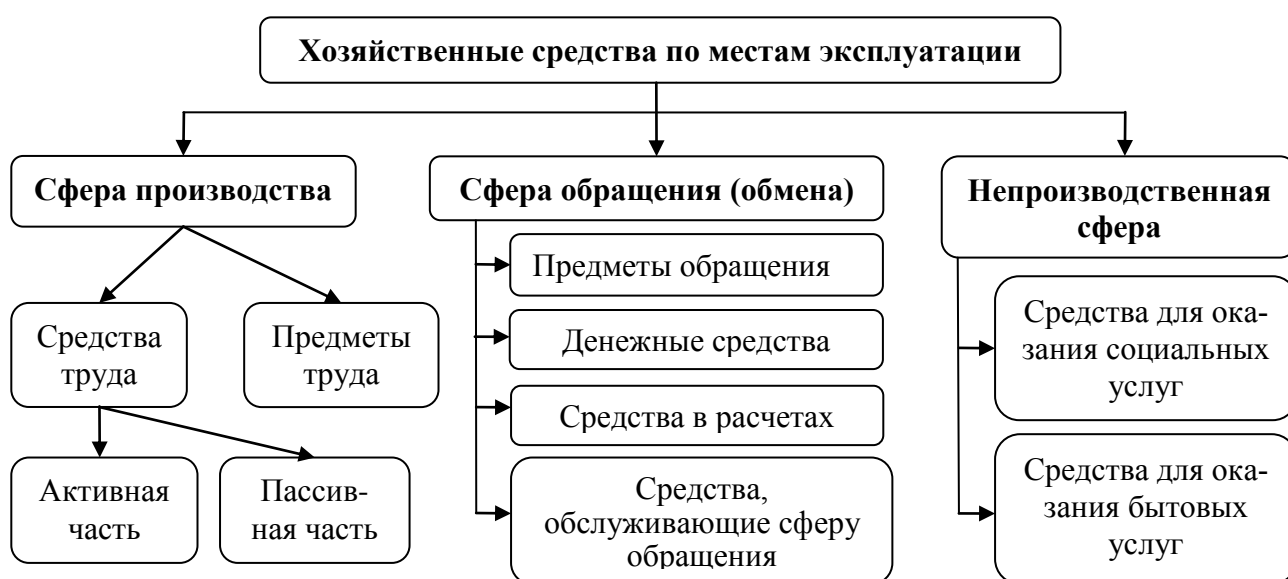 Хозяйственные средства по местам эксплуатации
Сфера производства
Средства
труда
Предметы
труда
Активная
часть
Пассив-
ная часть
Сфера обращения (обмена)
Предметы обращения
Денежные средства
Средства в расчетах
Средства,
обслуживающие сферу
обращения
Непроизводственная
сфера
Средства для ока-
зания социальных
услуг
Средства для ока-
зания бытовых
услуг